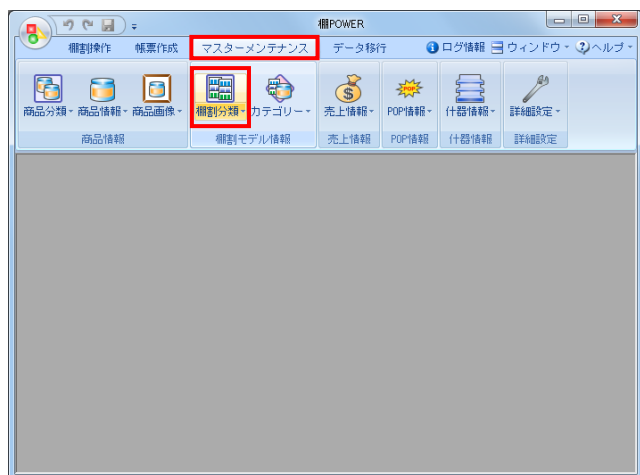 棚POWER
棚割操作 帳票作成 マスターメンテナンス データ移行 ログ情報 ウィンドウ ヘルプ
商品分類 商品情報 商品画像 棚割分類 カテゴリー 売上情報 POP情報 什器情報 詳細設定
商品情報 棚割モデル情報 売上情報 POP情報 什器情報 詳細設定